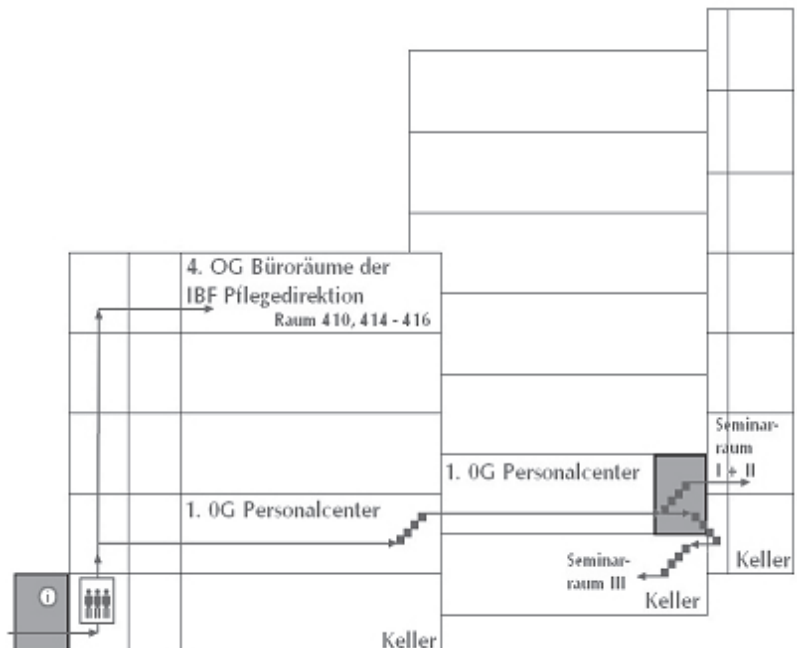 4. OG Büroräume der
IBF Pflegedirektion
Raum 410, 414 - 416
1. 0G Personalcenter
1. 0G Personalcenter
Seminar-
raum
I + II
Seminar-
raum III
Keller
Keller
Keller
i